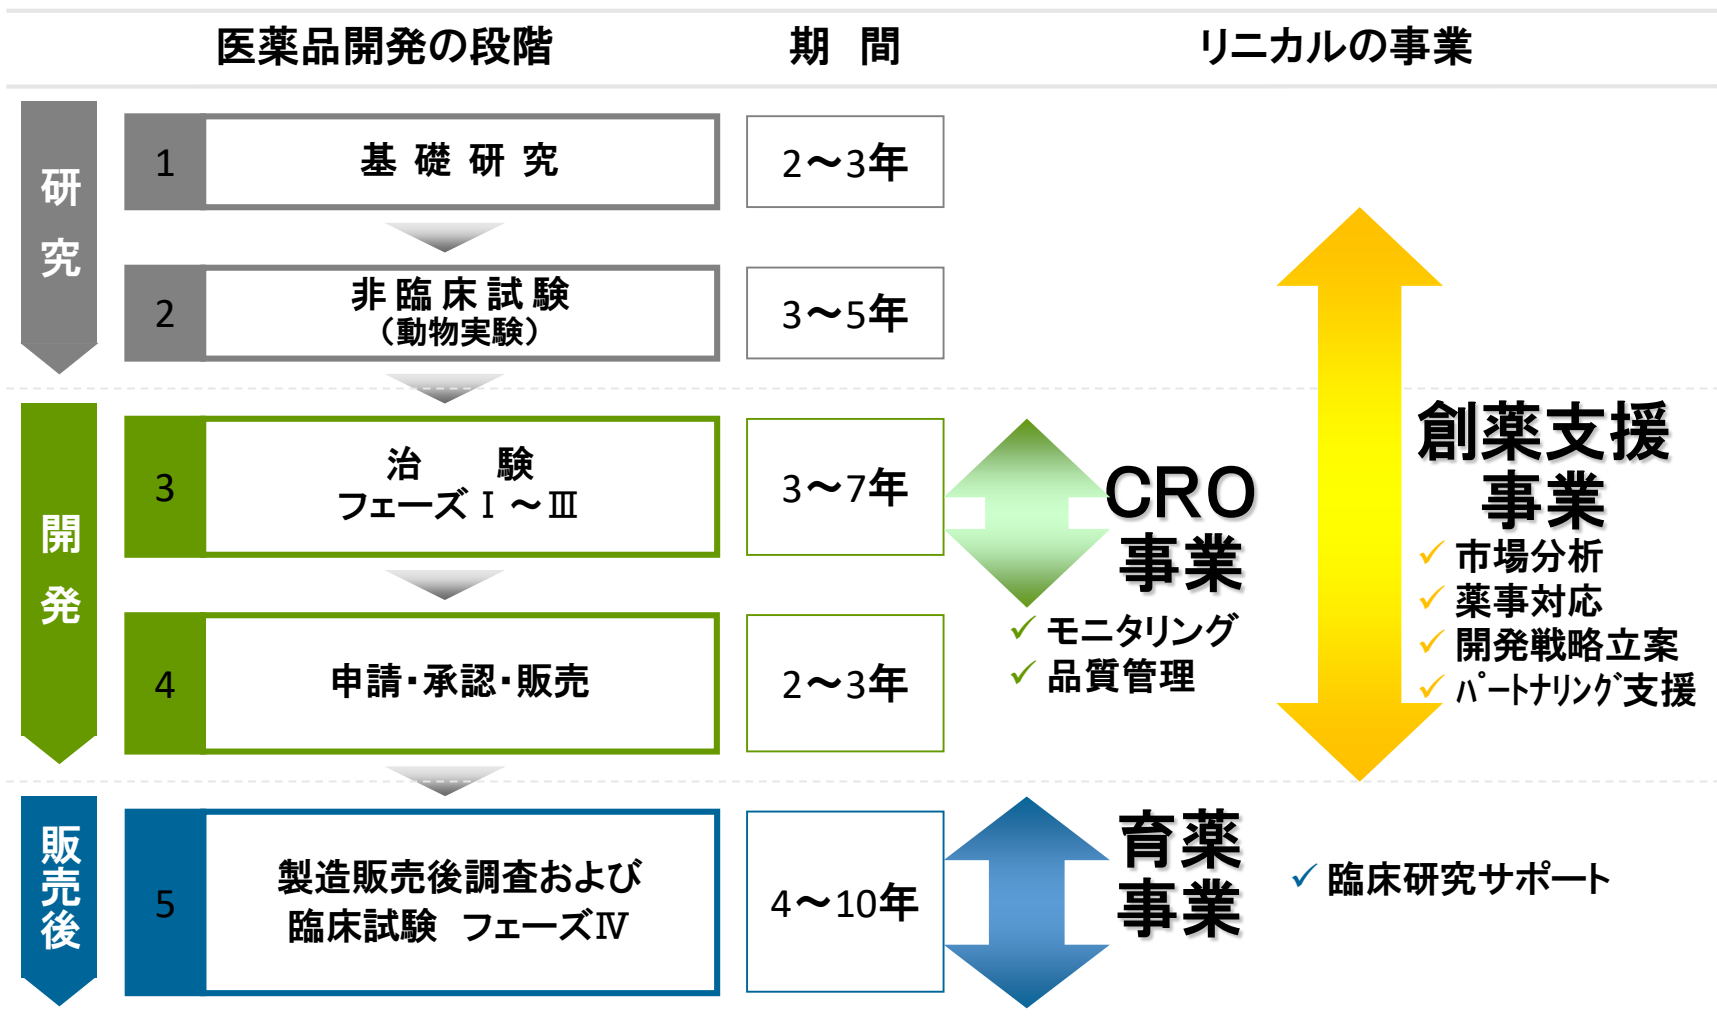 医薬品開発の段階
期 間
リニカルの事業
研究
1
基 礎 研 究
2～3年
2
非 臨 床 試 験
（動物実験）
3～5年
開発
3
治 験
フェーズⅠ～Ⅲ
3～7年
4
申請・承認・販売
2～3年
CRO
事業
✓ モニタリング
✓ 品質管理
創薬支援
事業
✓ 市場分析
✓ 薬事対応
✓ 開発戦略立案
✓ ﾊﾟｰﾄﾅﾘﾝｸﾞ支援
販売後
5
製造販売後調査および
臨床試験 フェーズⅣ
4～10年
育薬
事業
✓ 臨床研究サポート